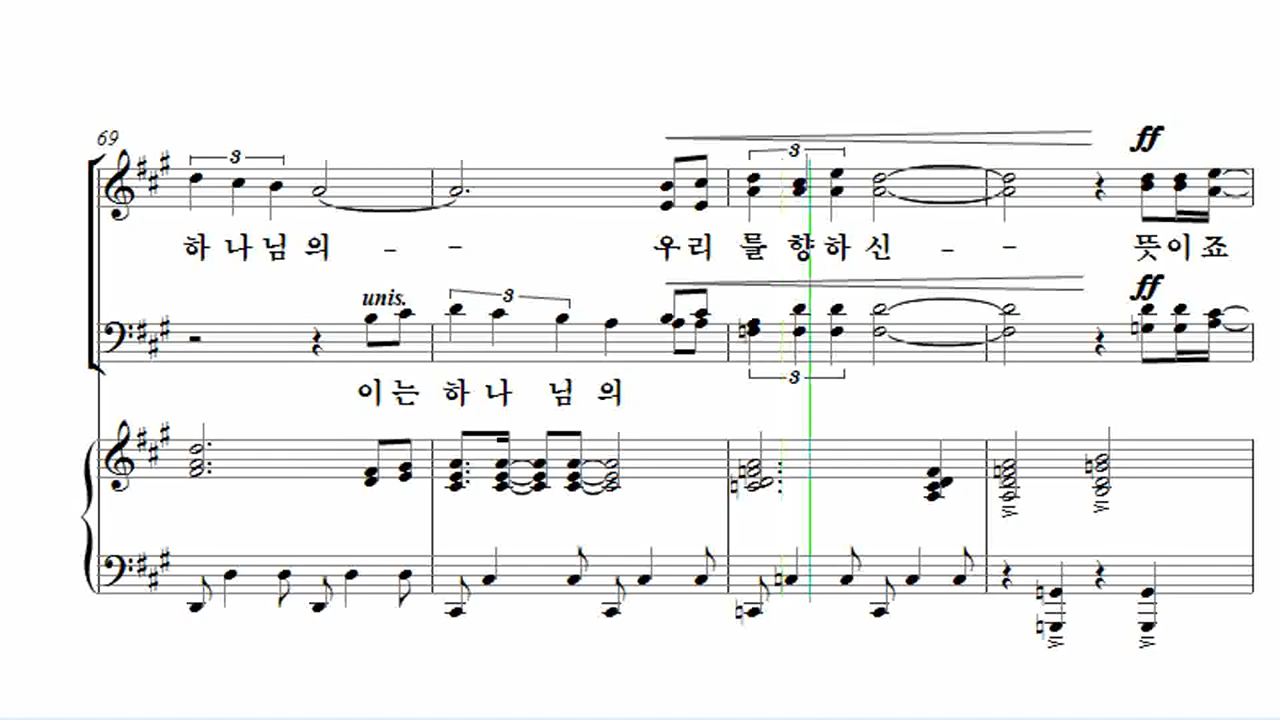 69
3
ff
3
하 나 님 의 - - 우 리 를 향 하 신 - - 뜻 이 죠
unis.
3
ff
3
이 는 하 나 님 의